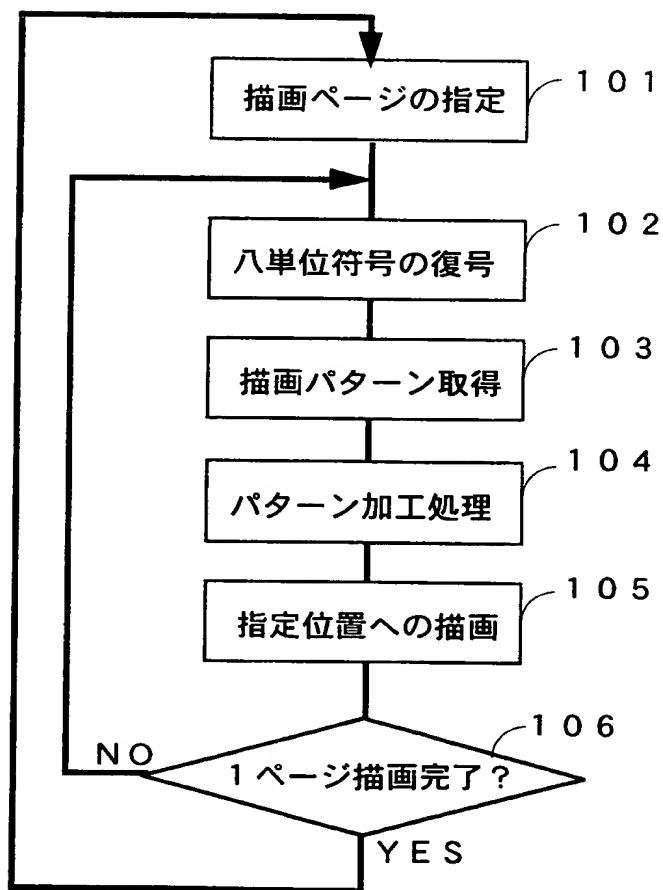 描画ページの指定
101
八単位符号の復号
102
描画パターン取得
103
パターン加工処理
104
指定位置への描画
105
1ページ描画完了?
106
NO
YES